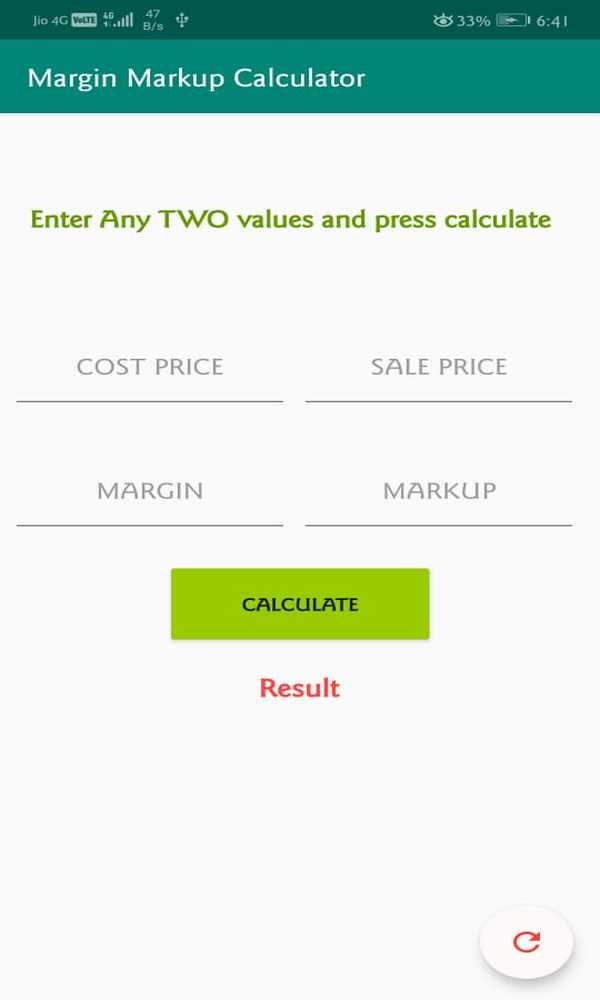 Jio 4G VoLTE 4G 47 B/s 33% 6:41
Margin Markup Calculator
Enter Any TWO values and press calculate
COST PRICE SALE PRICE
MARGIN MARKUP
CALCULATE
Result